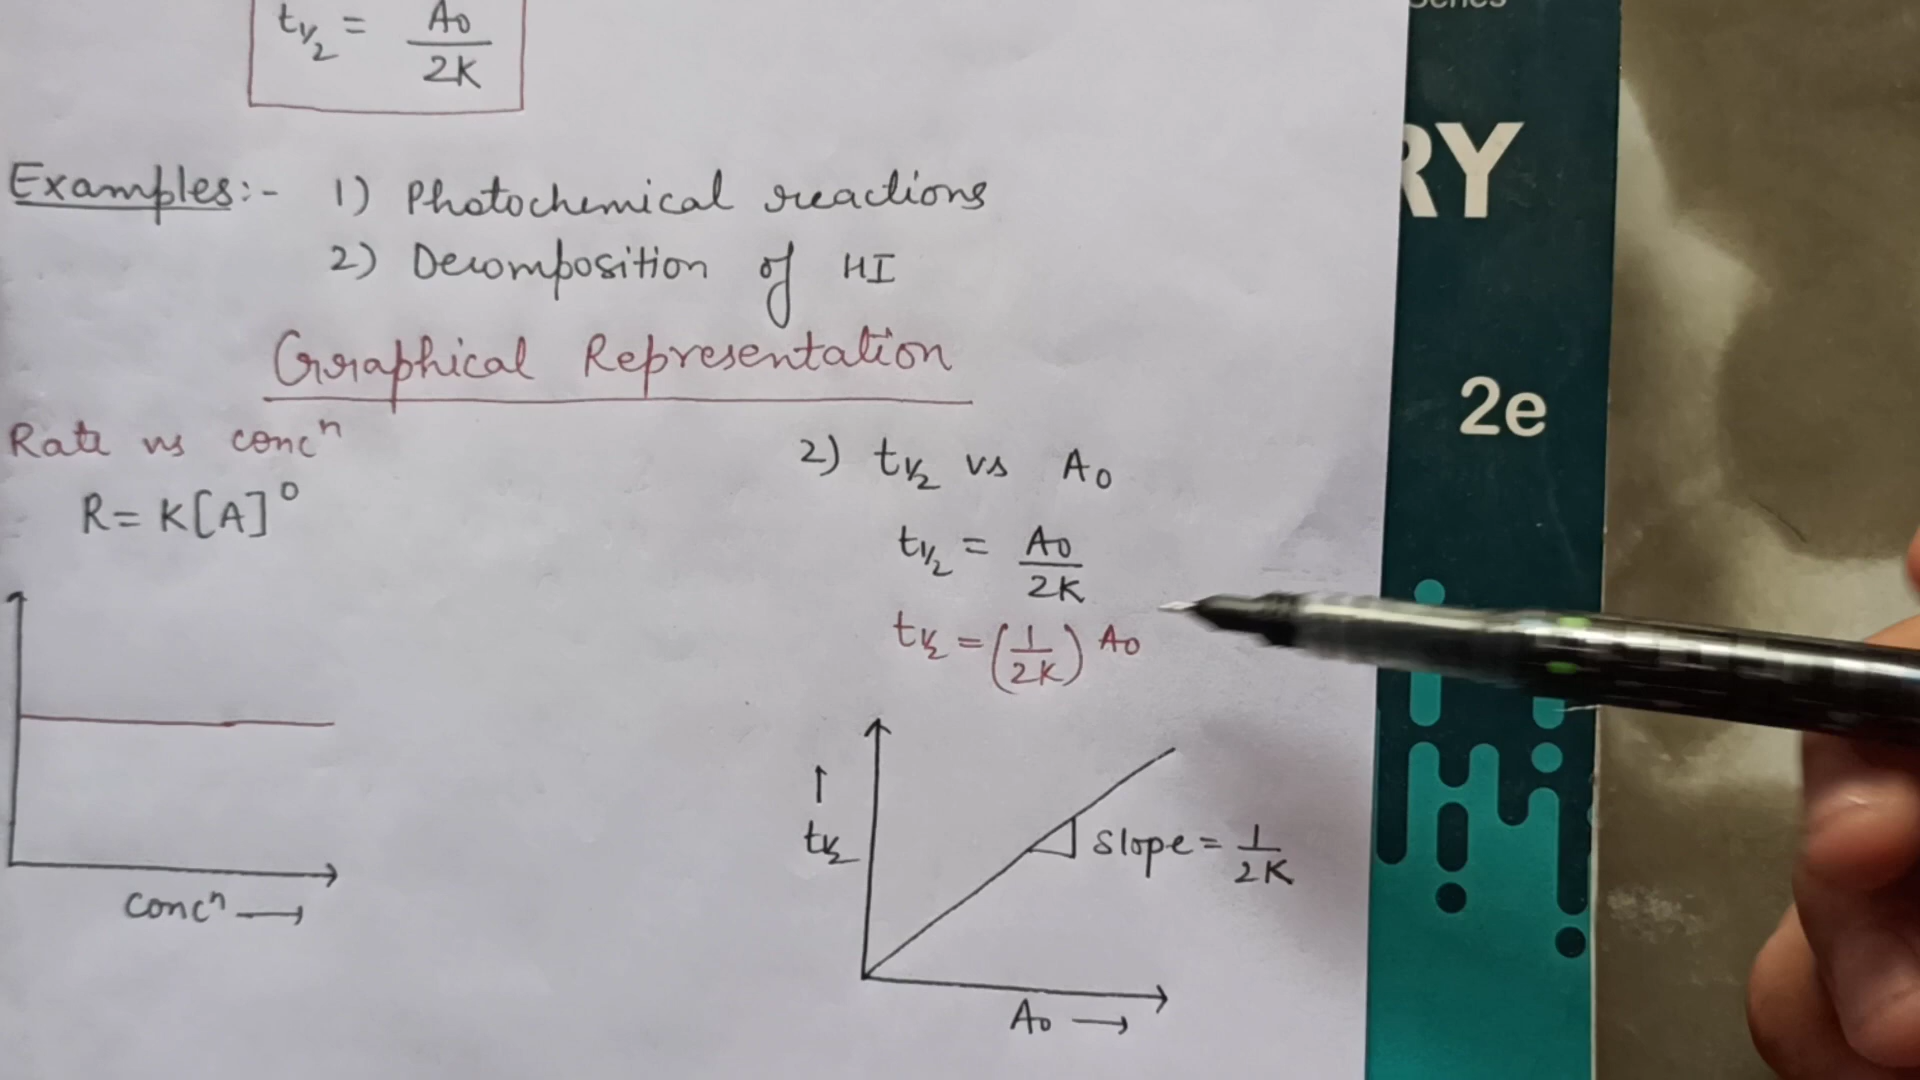 t1/2 = A0/2K
Examples:- 1) Photochemical reactions
2) Decomposition of HI
Graphical Representation
Rate vs concⁿ
R = K[A]⁰
concⁿ →
2) t1/2 vs A0
t1/2 = A0/2K
t1/2 = (1/2K) A0
↑
t1/2
slope = 1/2K
A0 →
Series
RY
2e